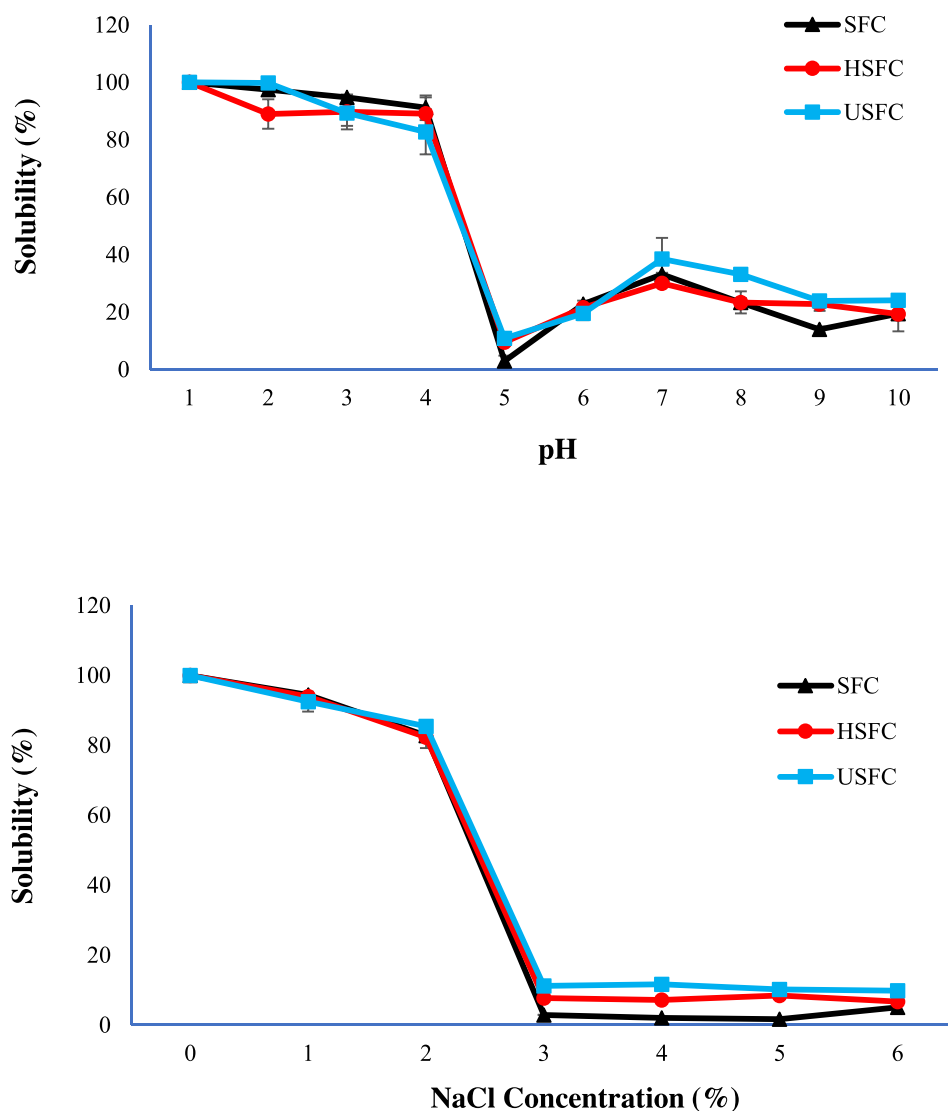 120
100
80
60
40
20
0
Solubility (%)
1 2 3 4 5 6 7 8 9 10
pH
SFC
HSFC
USFC
120
100
80
60
40
20
0
Solubility (%)
0 1 2 3 4 5 6
NaCl Concentration (%)
SFC
HSFC
USFC